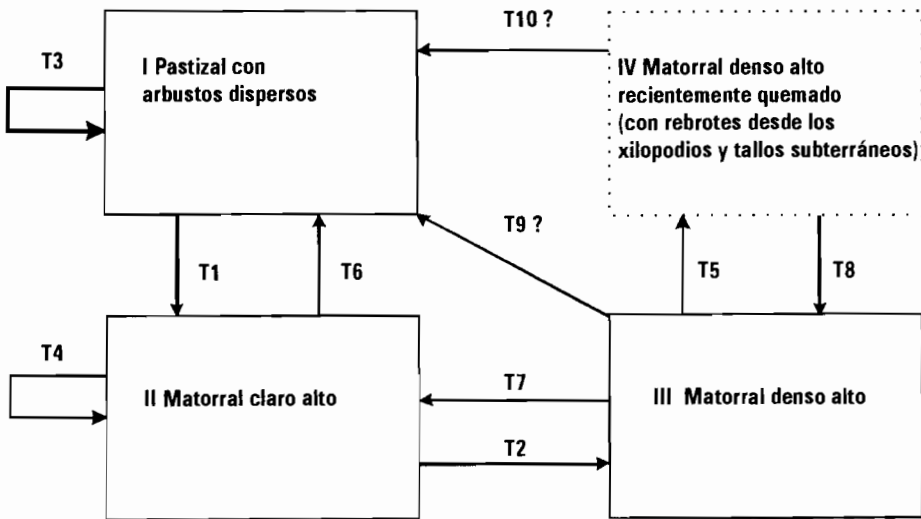 T10 ?
T3
I Pastizal con
arbustos dispersos
IV Matorral denso alto
recientemente quemado
(con rebrotes desde los
xilopodios y tallos subterráneos)
T9 ?
T1
T6
T5
T8
T4
II Matorral claro alto
T7
III Matorral denso alto
T2